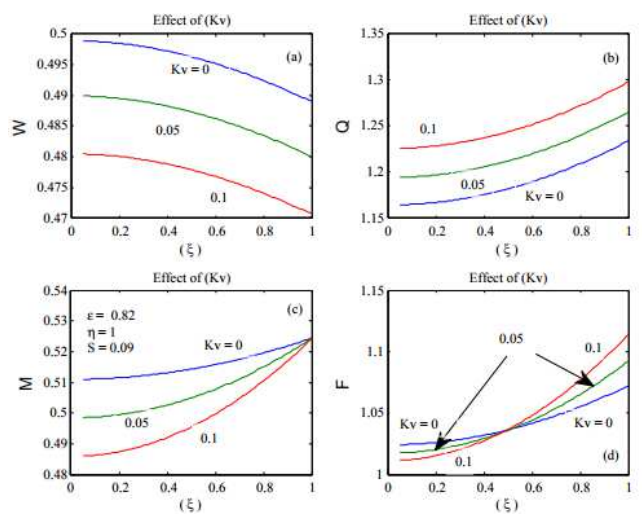 Effect of (Kv)
0.5
0.495
0.49
0.485
0.48
0.475
0.47
W
(a)
Kv = 0
0.05
0.1
0
0.2
0.4
0.6
0.8
1
(ξ)
Effect of (Kv)
1.35
1.3
1.25
1.2
1.15
Q
(b)
0.1
0.05
Kv = 0
0
0.2
0.4
0.6
0.8
1
(ξ)
Effect of (Kv)
0.54
0.53
0.52
0.51
0.5
0.49
0.48
M
(c)
ε = 0.82
η = 1
S = 0.09
Kv = 0
0.05
0.1
0
0.2
0.4
0.6
0.8
1
(ξ)
Effect of (Kv)
1.15
1.1
1.05
1
F
0.05
0.1
Kv = 0
Kv = 0
0.1
(d)
0
0.2
0.4
0.6
0.8
1
(ξ)